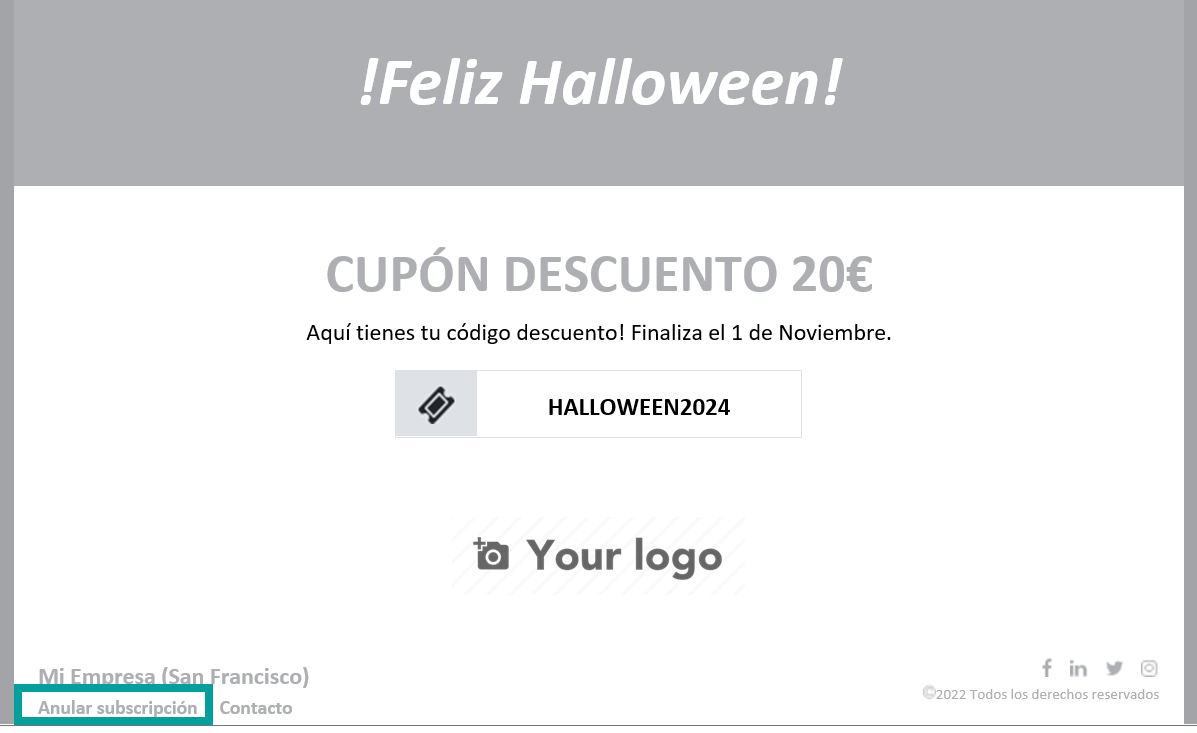 !Feliz Halloween!
CUPÓN DESCUENTO 20€
Aquí tienes tu código descuento! Finaliza el 1 de Noviembre.
HALLOWEEN2024
Your logo
Mi Empresa (San Francisco)
Anular subscripción Contacto
©2022 Todos los derechos reservados